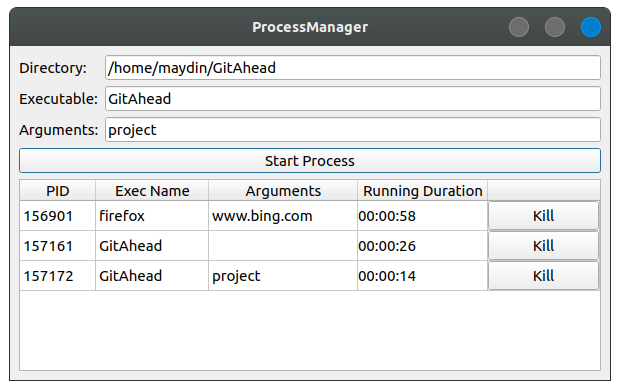 ProcessManager
Directory: /home/maydin/GitAhead
Executable: GitAhead
Arguments: project
Start Process
PID Exec Name Arguments Running Duration
156901 firefox www.bing.com 00:00:58 Kill
157161 GitAhead 00:00:26 Kill
157172 GitAhead project 00:00:14 Kill